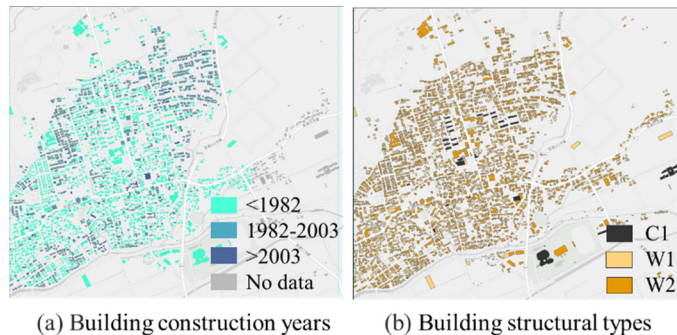 <1982
1982-2003
>2003
No data
C1
W1
W2
(a) Building construction years
(b) Building structural types